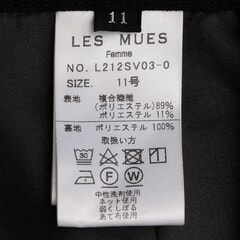 11
LES MUES
Femme
NO. L212SV03-0
SIZE. 11号
表地 複合繊維
(ポリエステル)89%
ポリエステル 11%
裏地 ポリエステル 100%
取扱い方
中性洗剤使用
ネット使用
弱くしぼる
あて布使用